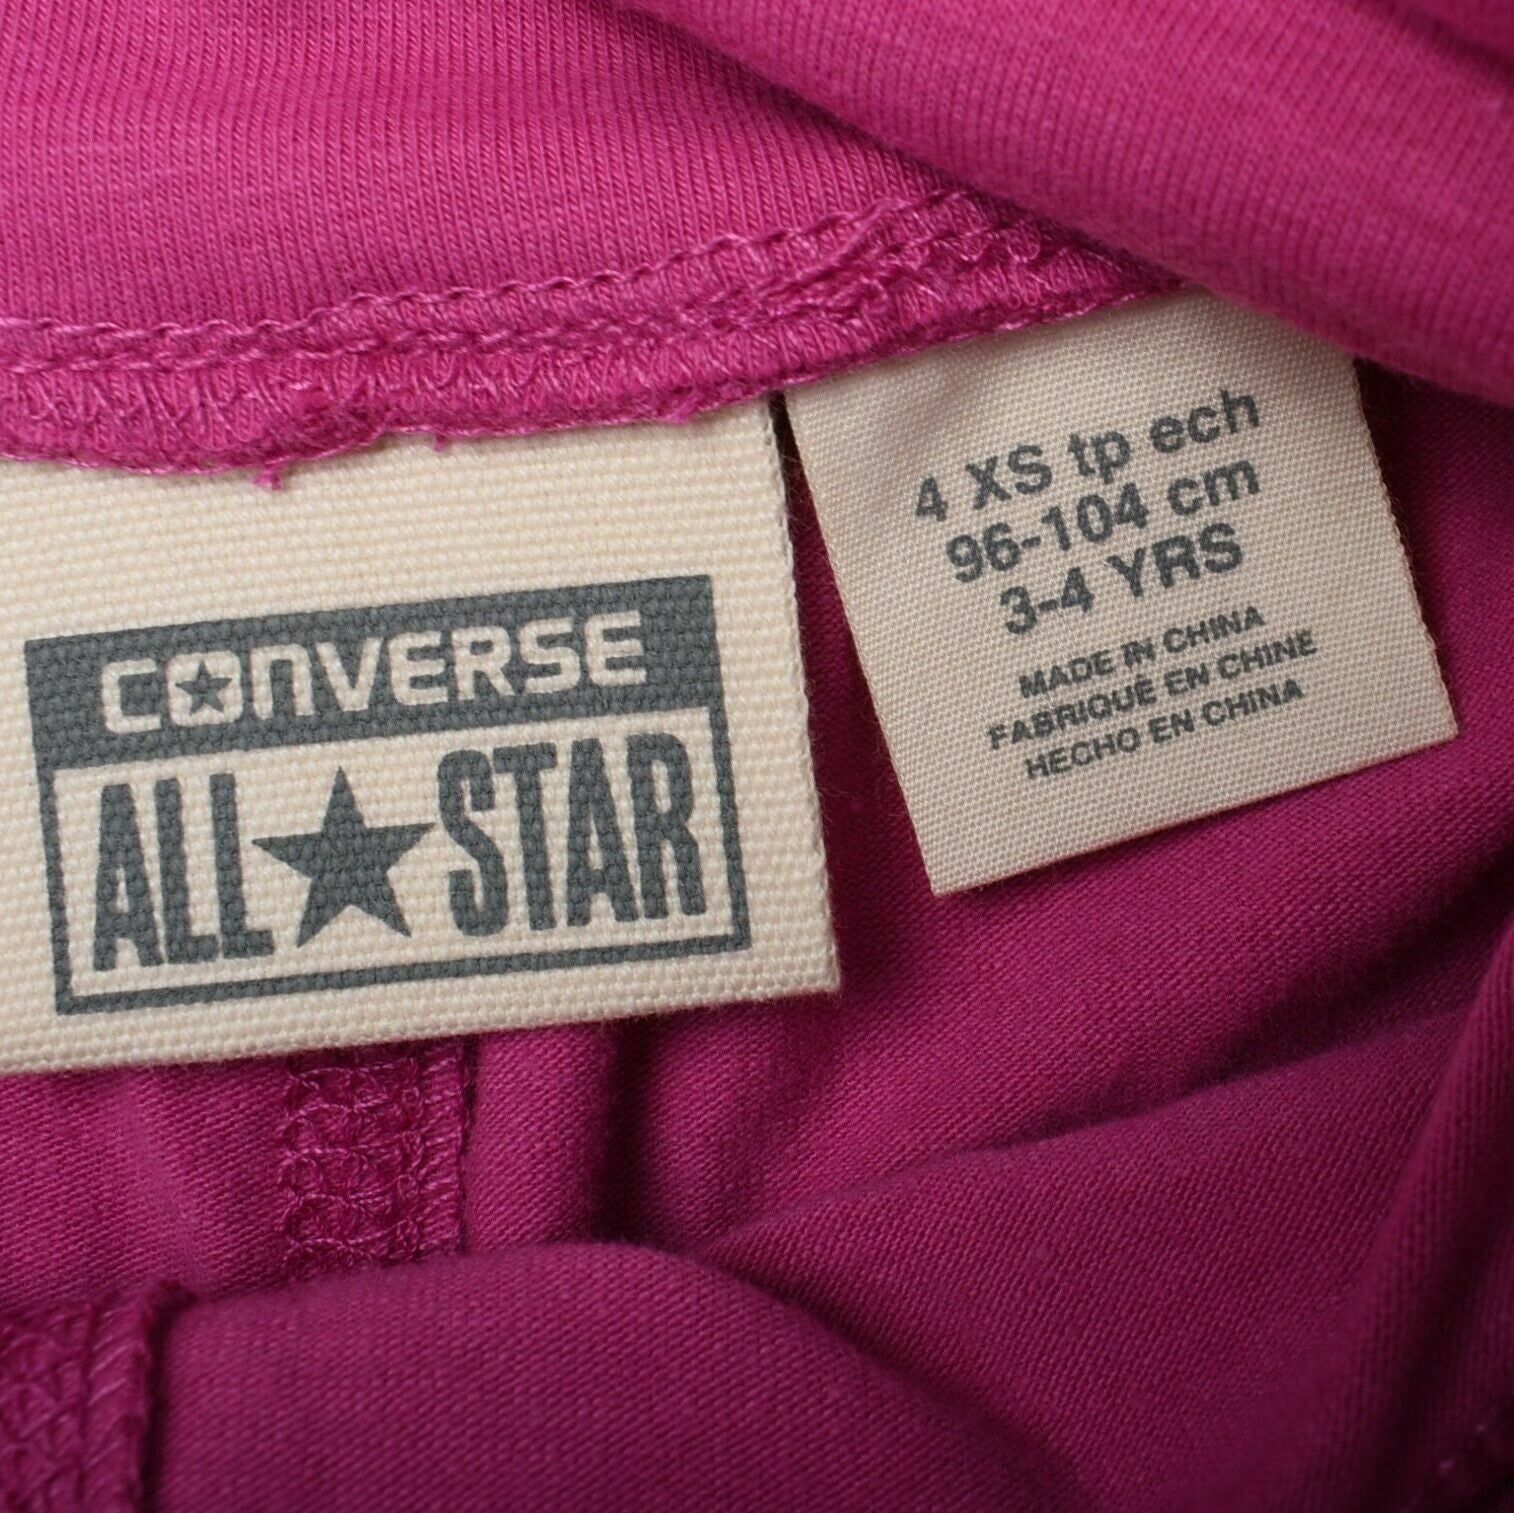 CONVERSE
ALL★STAR
4 XS tp ech
96-104 cm
3-4 YRS
MADE IN CHINA
FABRIQUÉ EN CHINE
HECHO EN CHINA